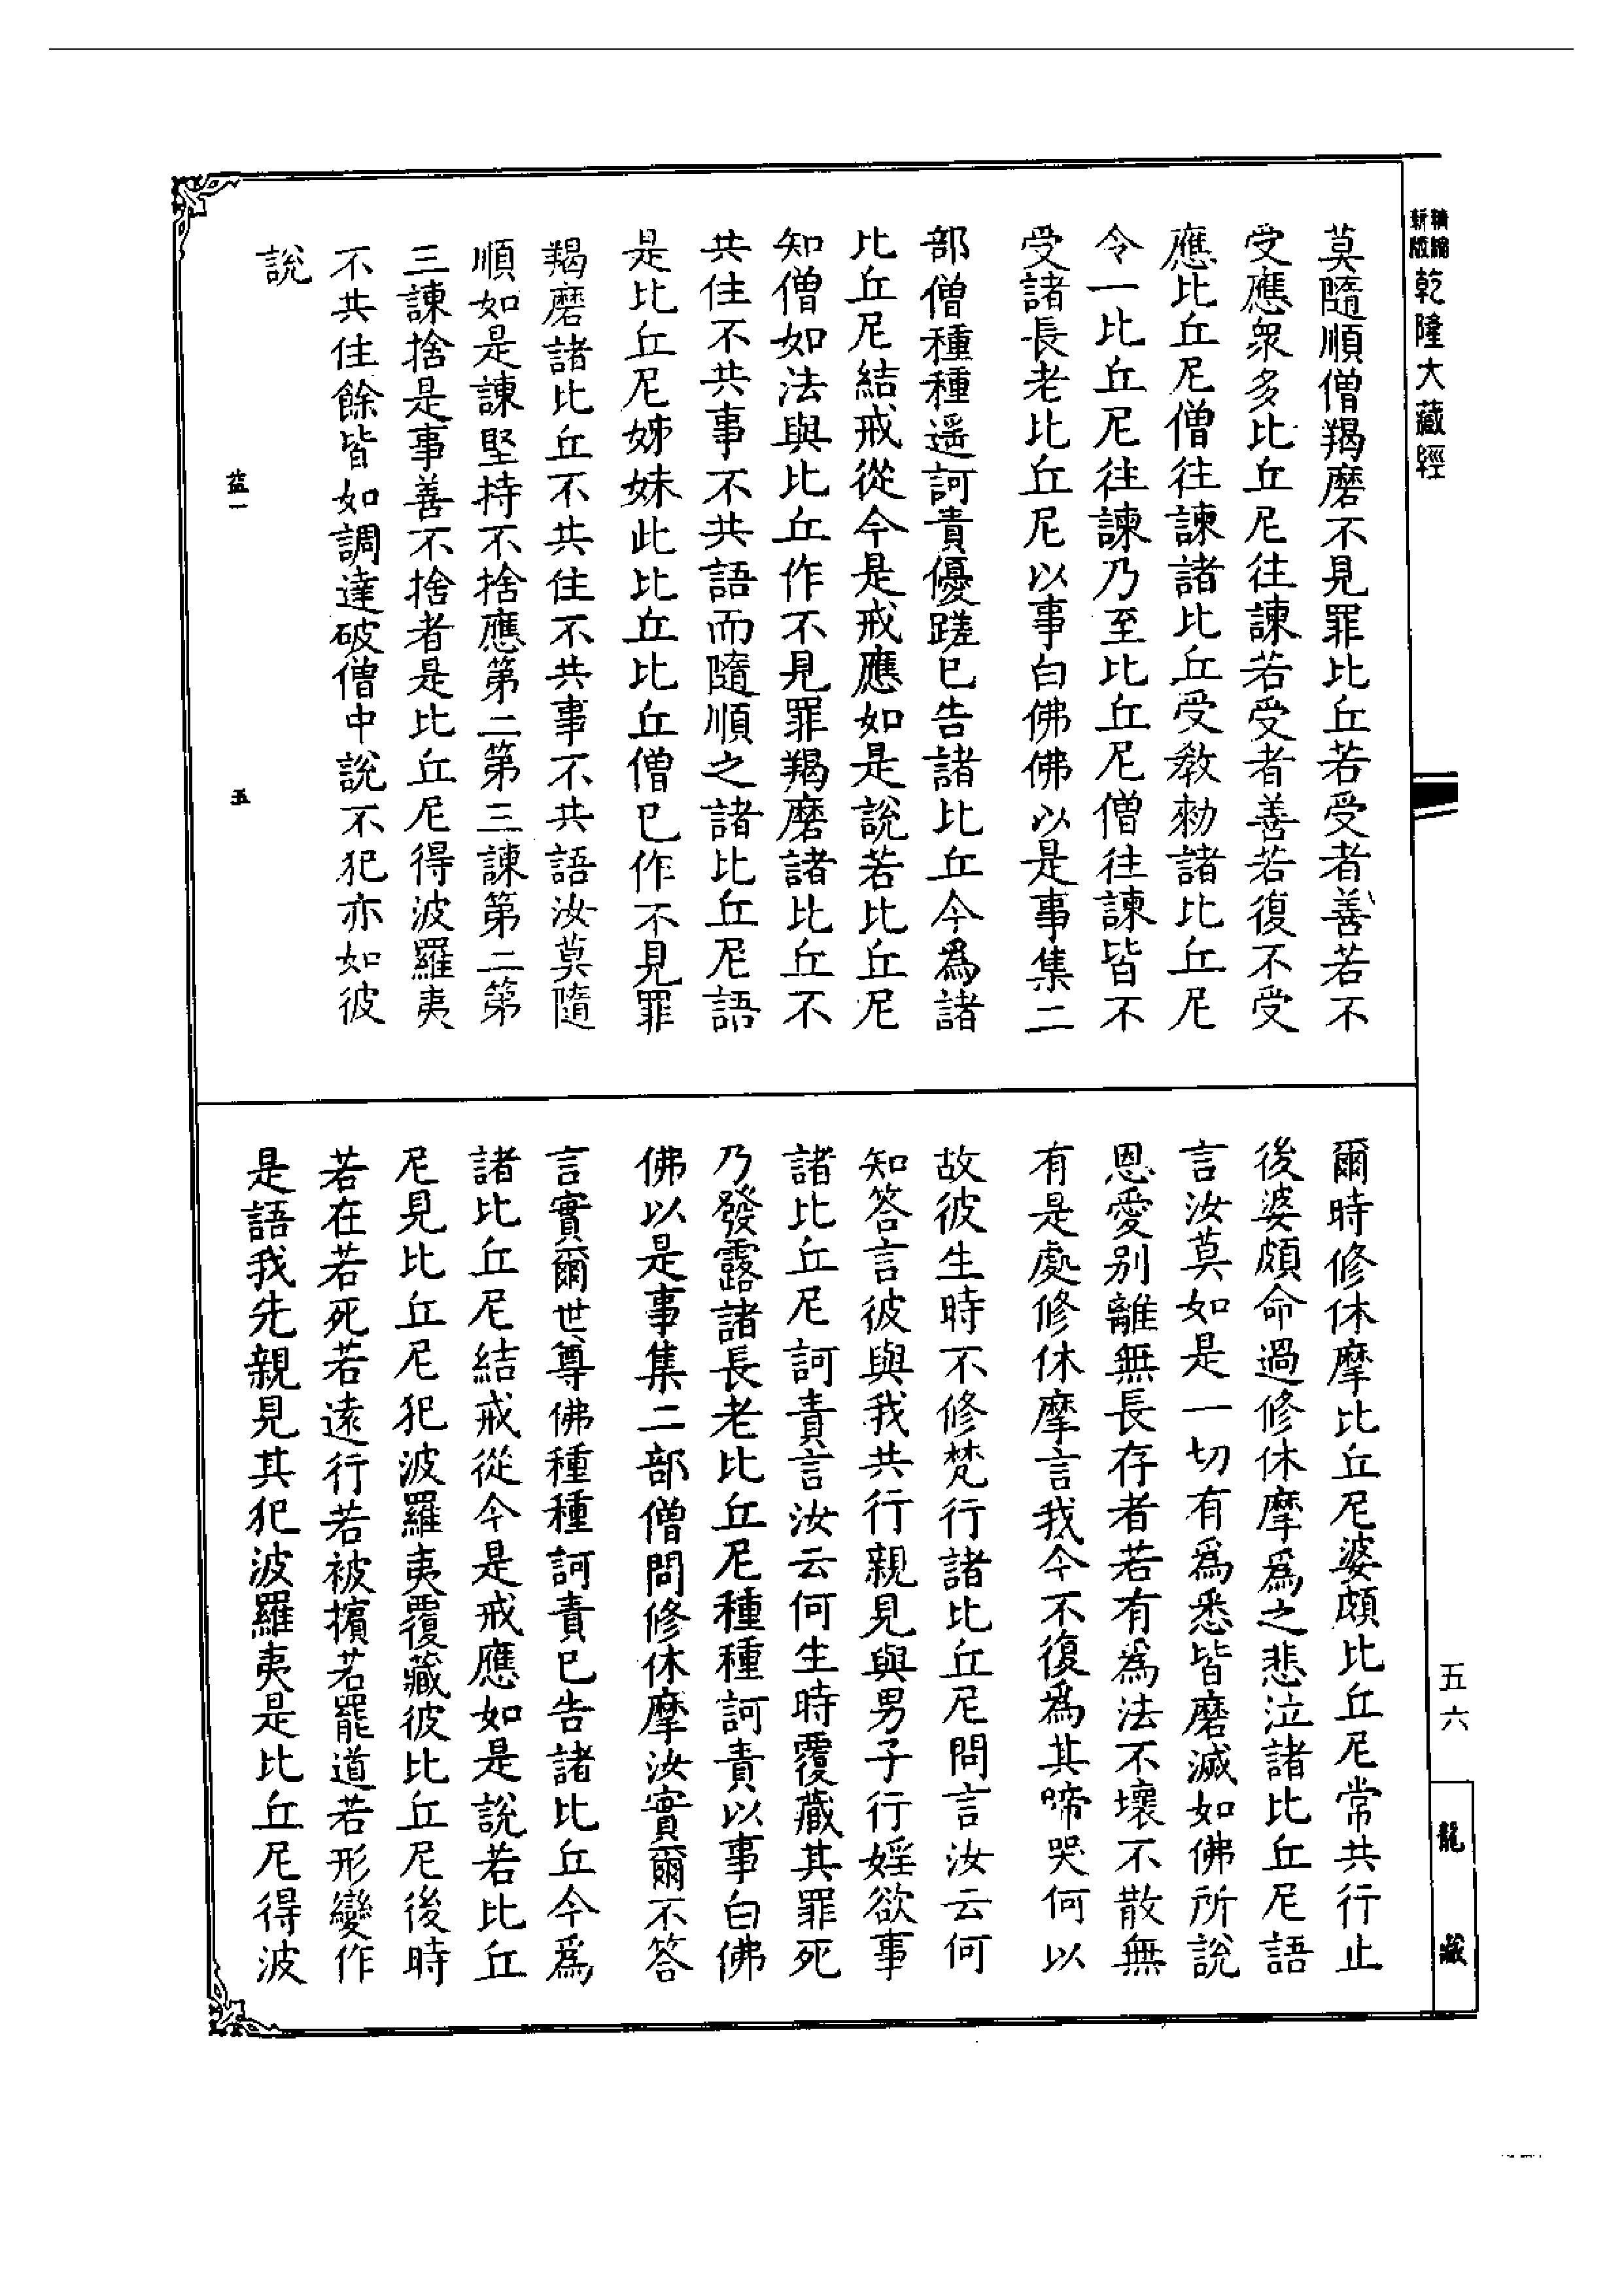 新版精縮乾隆大藏經
莫隨順僧羯磨不見罪比丘若受者善若不
受應衆多比丘尼往諫若受者善若復不受
應比丘尼僧往諫諸比丘受教勑諸比丘尼
令一比丘尼往諫乃至比丘尼僧往諫皆不
受諸長老比丘尼以事白佛佛以是事集二
部僧種種遥訶責優蹉已告諸比丘今爲諸
比丘尼結戒從今是戒應如是說若比丘尼
知僧如法與比丘作不見罪羯磨諸比丘不
共住不共事不共語而隨順之諸比丘尼語
是比丘尼姊妹此比丘比丘僧已作不見罪
羯磨諸比丘不共住不共事不共語汝莫隨
順如是諫堅持不捨應第二第三諫第二第
三諫捨是事善不捨者是比丘尼得波羅夷
不共住餘皆如調達破僧中說不犯亦如彼
說
益一 五
爾時修休摩比丘尼婆頗比丘尼常共行止
後婆頗命過修休摩爲之悲泣諸比丘尼語
言汝莫如是一切有爲悉皆磨滅如佛所說
恩愛别離無長存者若有爲法不壞不散無
有是處修休摩言我今不復爲其啼哭何以
故彼生時不修梵行諸比丘尼問言汝云何
知答言彼與我共行親見與男子行婬欲事
諸比丘尼訶責言汝云何生時覆藏其罪死
乃發露諸長老比丘尼種種訶責以事白佛
佛以是事集二部僧問修休摩汝實爾不答
言實爾世尊佛種種訶責已告諸比丘今爲
諸比丘尼結戒從今是戒應如是說若比丘
尼見比丘尼犯波羅夷覆藏彼比丘尼後時
若在若死若遠行若被擯若罷道若形變作
是語我先親見其犯波羅夷是比丘尼得波
五六
龍藏